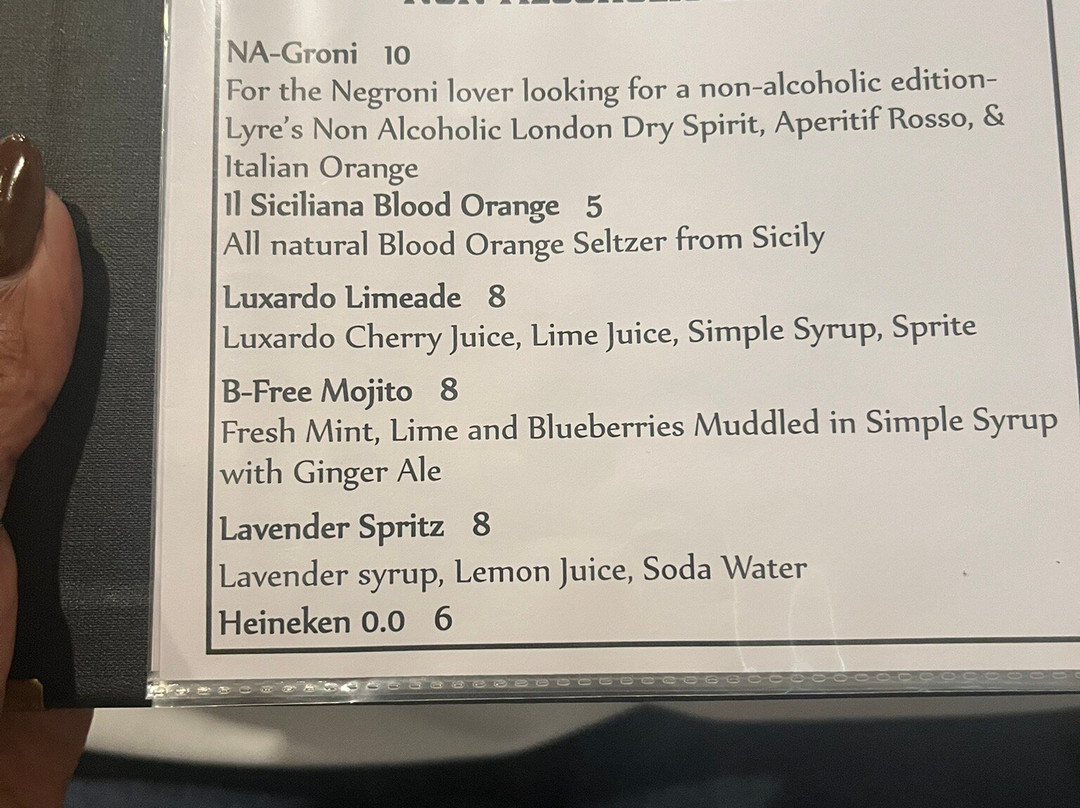 NA-Groni 10
For the Negroni lover looking for a non-alcoholic edition-
Lyre's Non Alcoholic London Dry Spirit, Aperitif Rosso, &
Italian Orange
Il Siciliana Blood Orange 5
All natural Blood Orange Seltzer from Sicily
Luxardo Limeade 8
Luxardo Cherry Juice, Lime Juice, Simple Syrup, Sprite
B-Free Mojito 8
Fresh Mint, Lime and Blueberries Muddled in Simple Syrup
with Ginger Ale
Lavender Spritz 8
Lavender syrup, Lemon Juice, Soda Water
Heineken 0.0 6